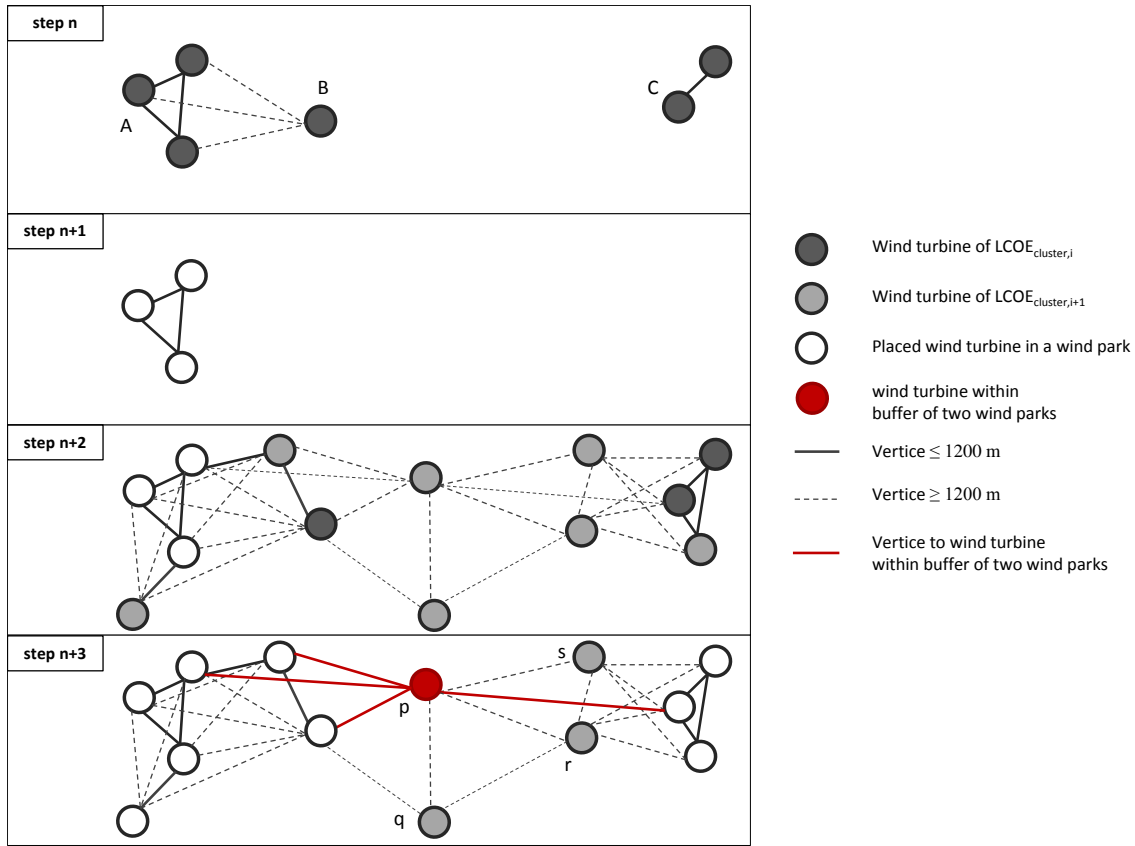 step n
A
B
C
step n+1
step n+2
step n+3
p
q
r
s
Wind turbine of LCOEcluster,i
Wind turbine of LCOEcluster,i+1
Placed wind turbine in a wind park
wind turbine within
buffer of two wind parks
Vertice ≤ 1200 m
Vertice ≥ 1200 m
Vertice to wind turbine
within buffer of two wind parks